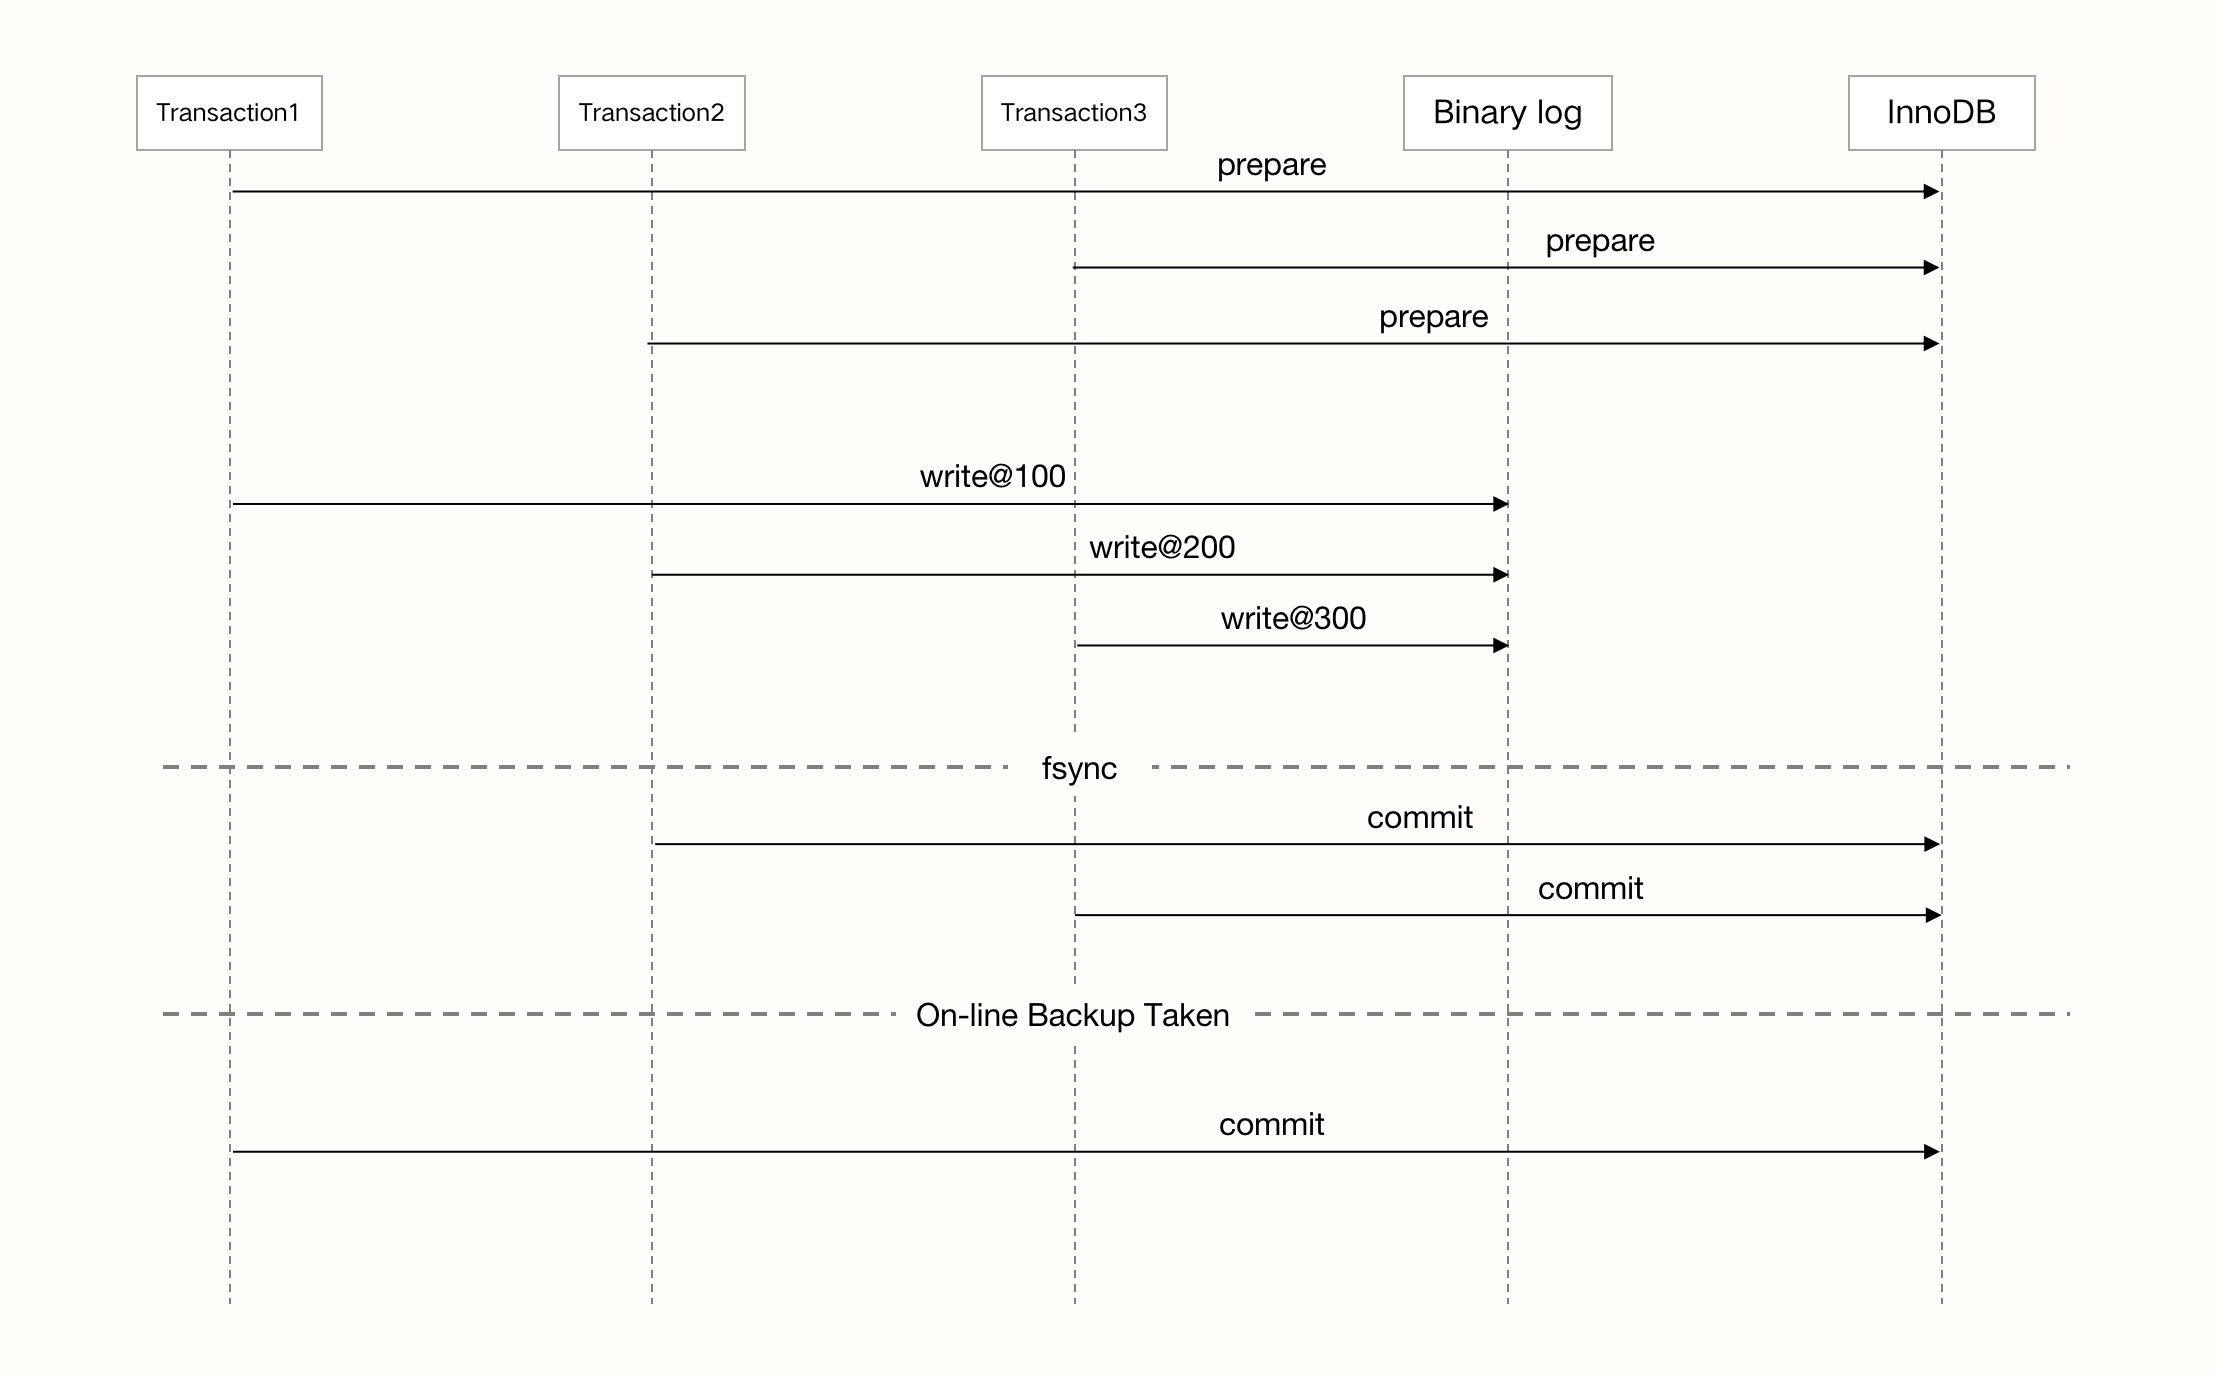 Transaction1
Transaction2
Transaction3
Binary log
InnoDB
prepare
prepare
prepare
write@100
write@200
write@300
fsync
commit
commit
On-line Backup Taken
commit